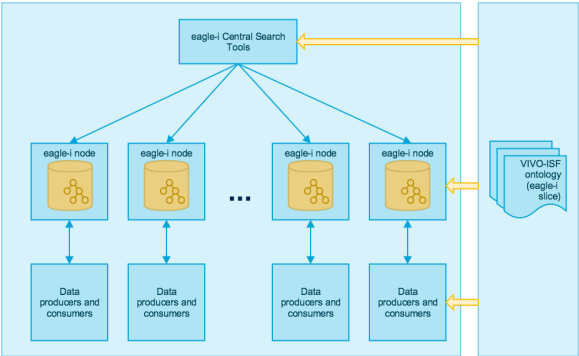 eagle-i Central Search
Tools
eagle-i node
eagle-i node
eagle-i node
eagle-i node
...
VIVO-ISF
ontology
(eagle-i
slice)
Data
producers and
consumers
Data
producers and
consumers
Data
producers and
consumers
Data
producers and
consumers